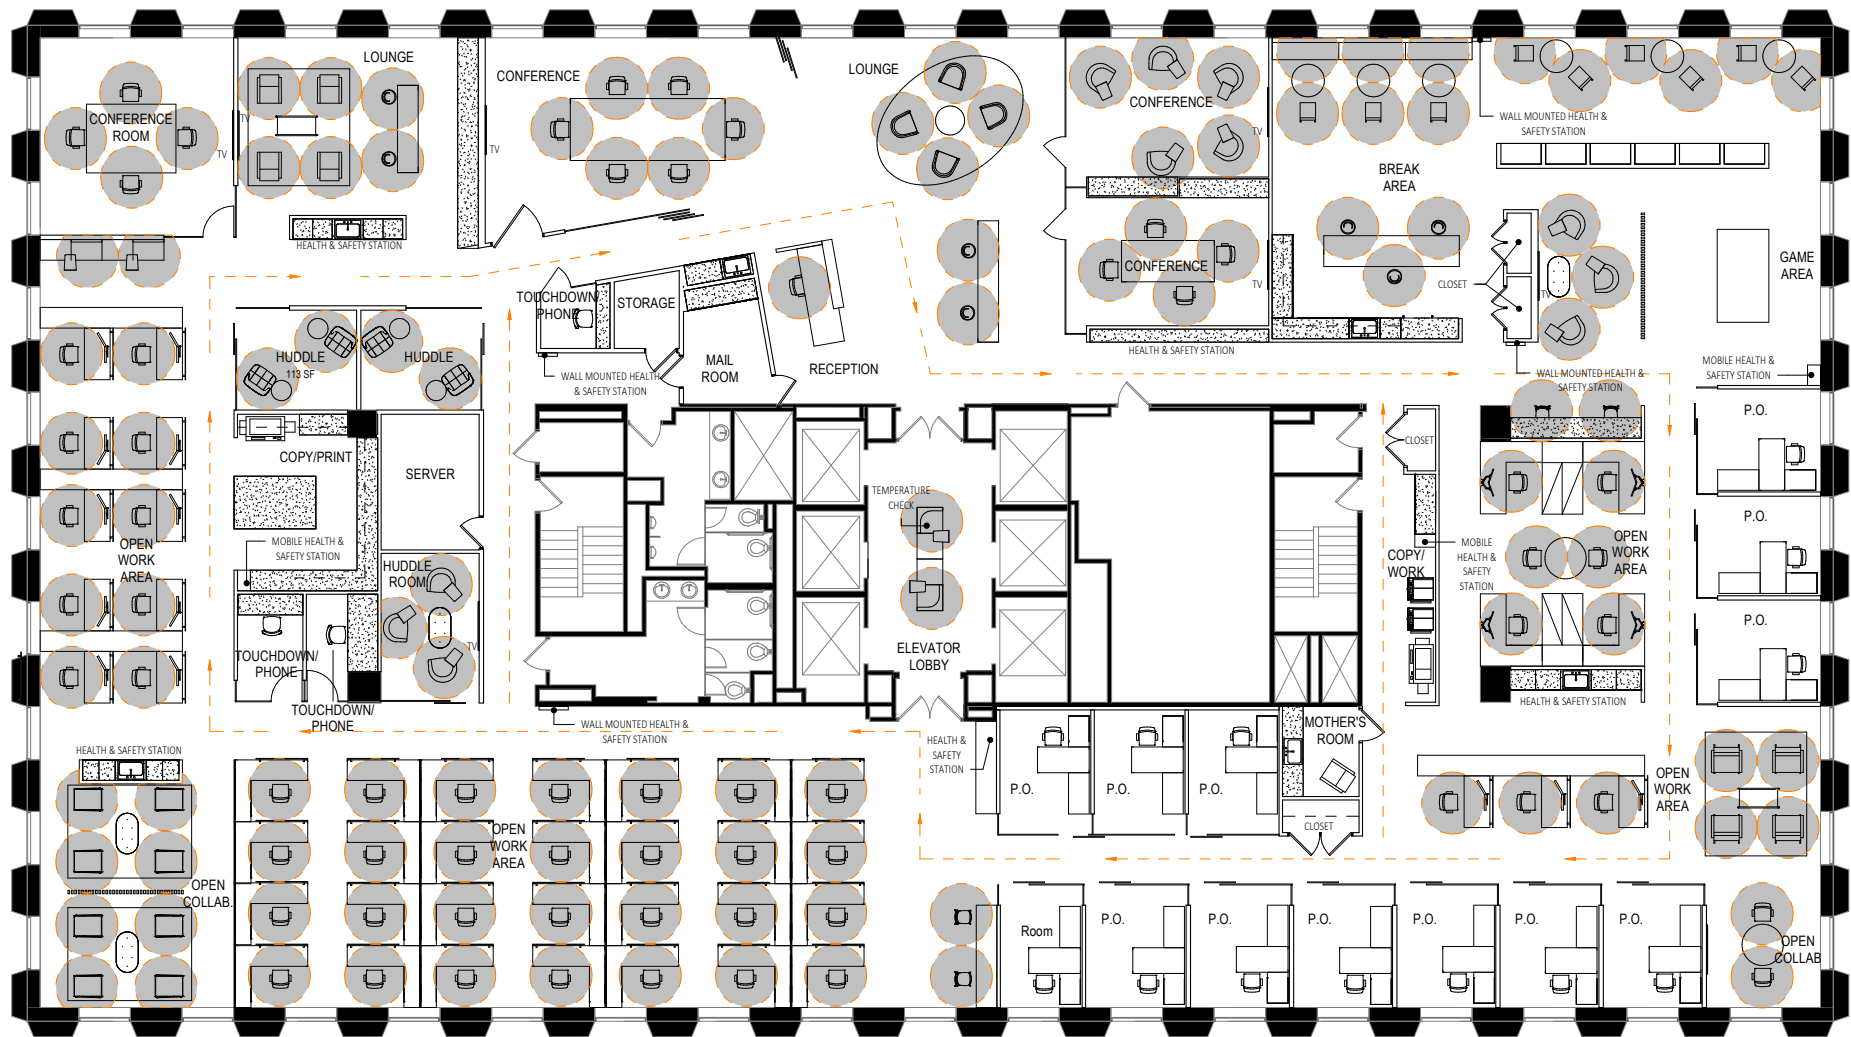 LOUNGE
CONFERENCE
LOUNGE
CONFERENCE
CONFERENCE
ROOM
TV
TV
TV
TV
WALL MOUNTED HEALTH &
SAFETY STATION
BREAK
AREA
HEALTH & SAFETY STATION
CONFERENCE
TV
CLOSET
TV
GAME
AREA
TOUCHDOWN/
PHONE
STORAGE
MAIL
ROOM
RECEPTION
HEALTH & SAFETY STATION
WALL MOUNTED HEALTH
& SAFETY STATION
WALL MOUNTED HEALTH &
SAFETY STATION
MOBILE HEALTH &
SAFETY STATION
HUDDLE
113 SF
HUDDLE
P.O.
COPY/PRINT
SERVER
CLOSET
TEMPERATURE
CHECK
P.O.
OPEN
WORK
AREA
MOBILE HEALTH &
SAFETY STATION
HUDDLE
ROOM
COPY/
WORK
MOBILE
HEALTH &
SAFETY
STATION
OPEN
WORK
AREA
P.O.
TV
TOUCHDOWN/
PHONE
ELEVATOR
LOBBY
TOUCHDOWN/
PHONE
HEALTH & SAFETY STATION
WALL MOUNTED HEALTH &
SAFETY STATION
HEALTH &
SAFETY
STATION
MOTHER'S
ROOM
HEALTH & SAFETY STATION
P.O.
P.O.
P.O.
OPEN
WORK
AREA
CLOSET
OPEN
WORK
AREA
OPEN
COLLAB.
Room
P.O.
P.O.
P.O.
P.O.
P.O.
P.O.
OPEN
COLLAB